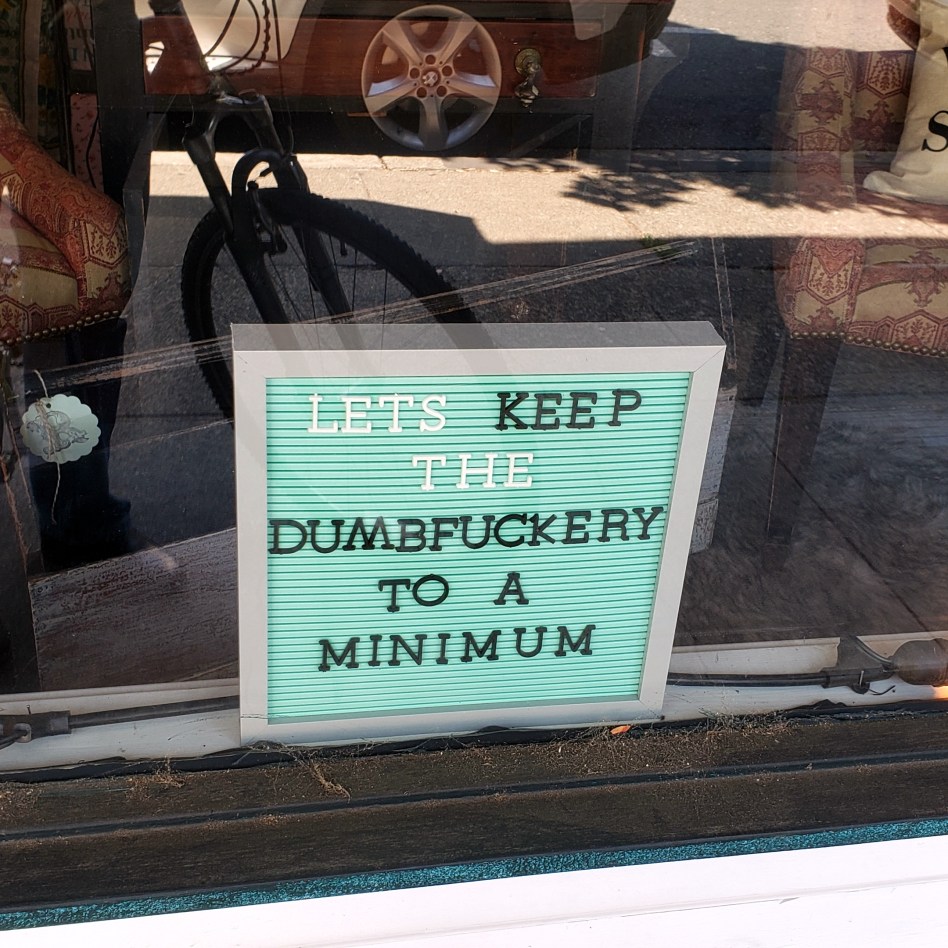 LETS KEEP
THE
DUMBFUCKERY
TO A
MINIMUM
S